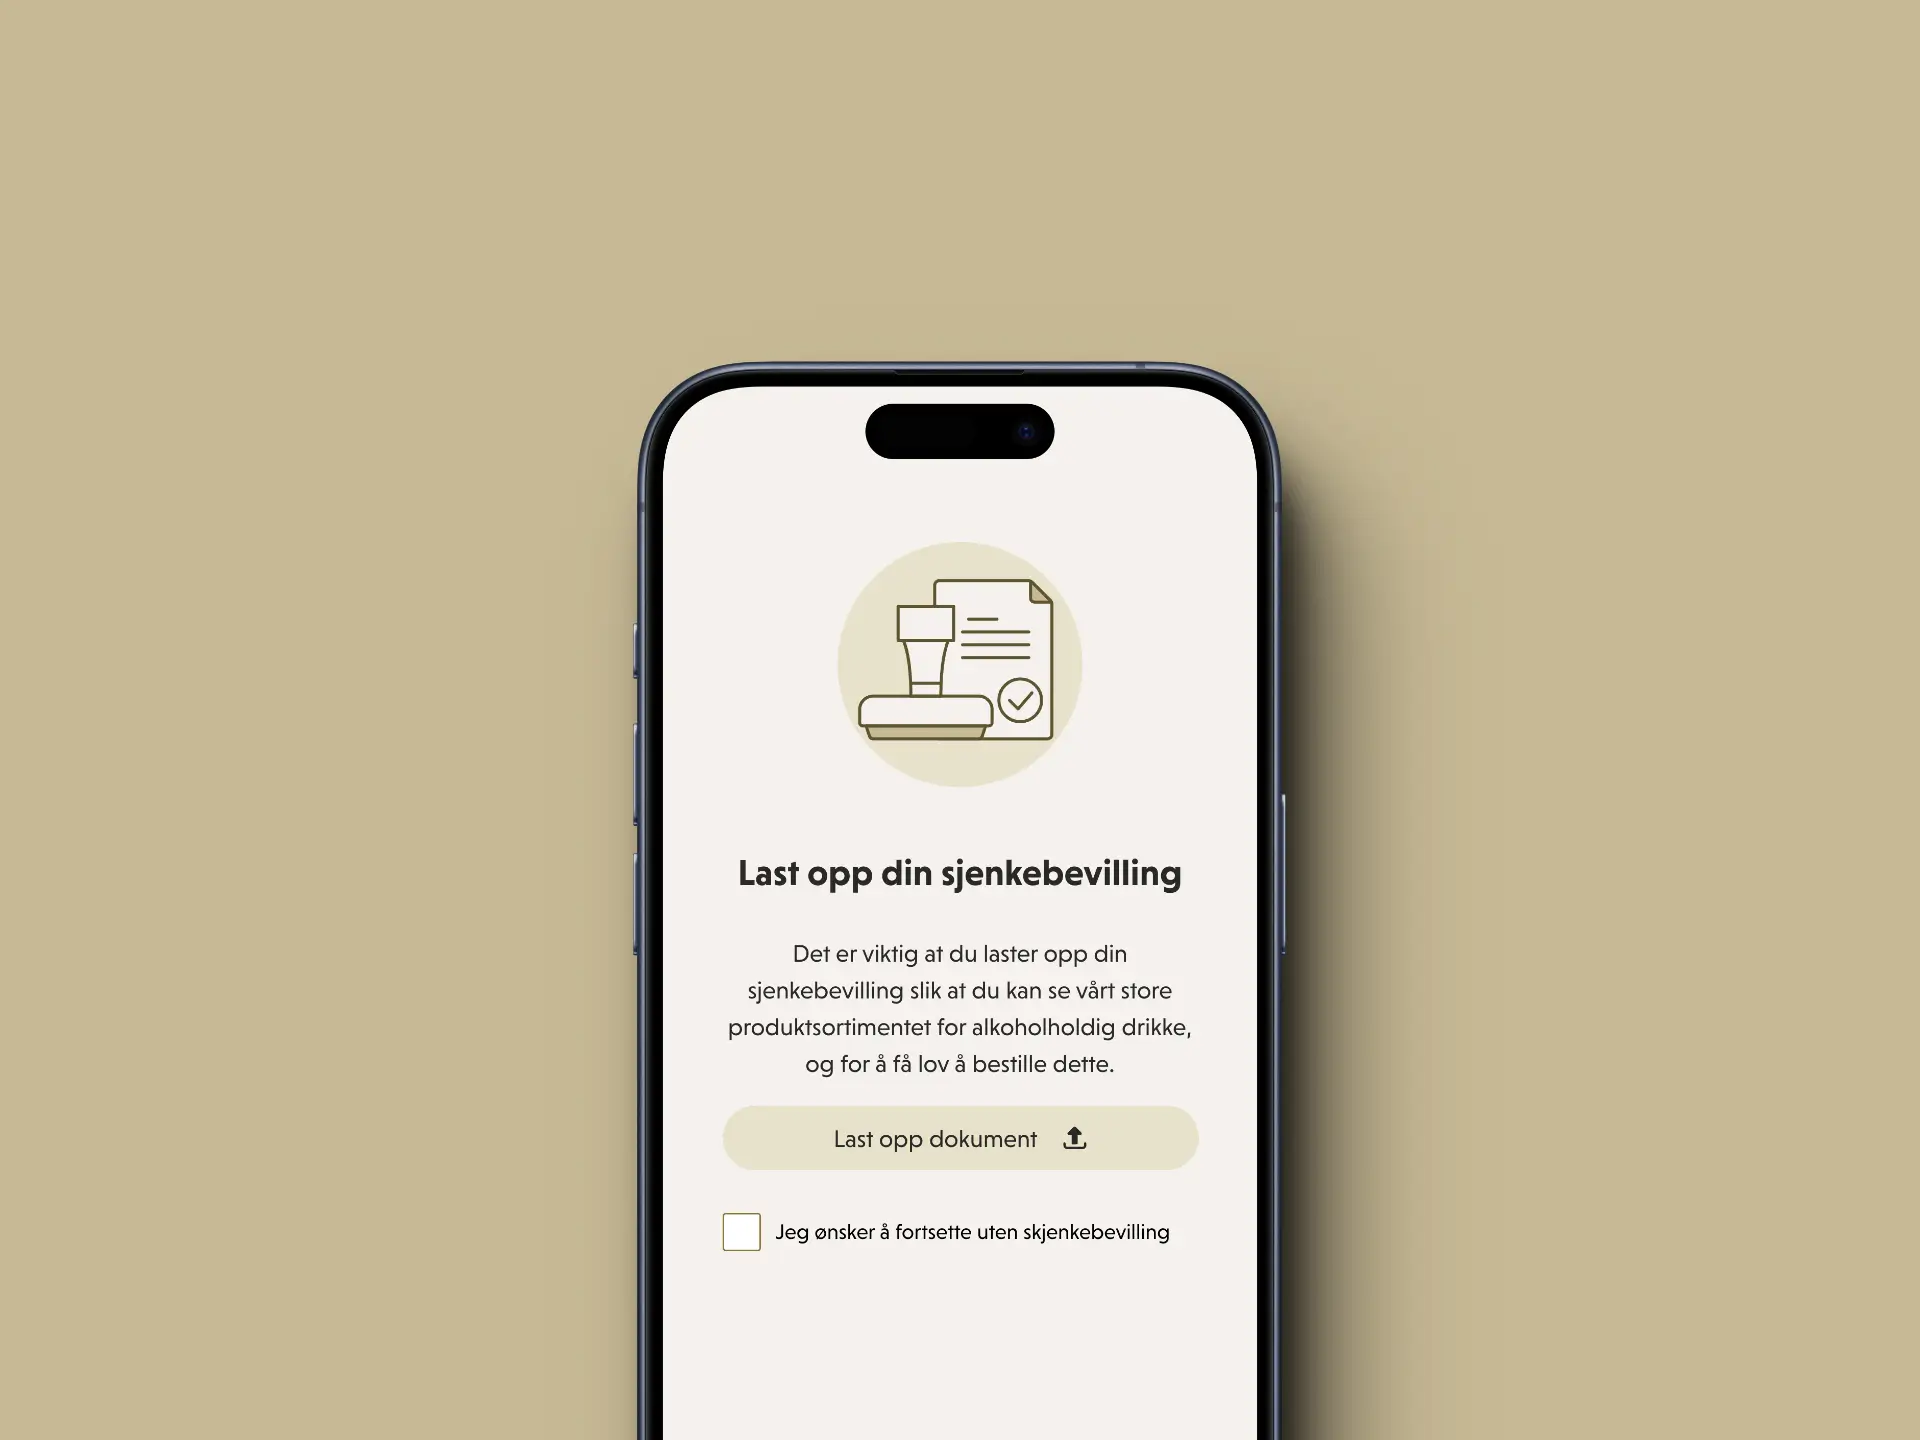 Last opp din sjenkebevilling
Det er viktig at du laster opp din
sjenkebevilling slik at du kan se vårt store
produktsortimentet for alkoholholdig drikke,
og for å få lov å bestille dette.
Last opp dokument
Jeg ønsker å fortsette uten skjenkebevilling